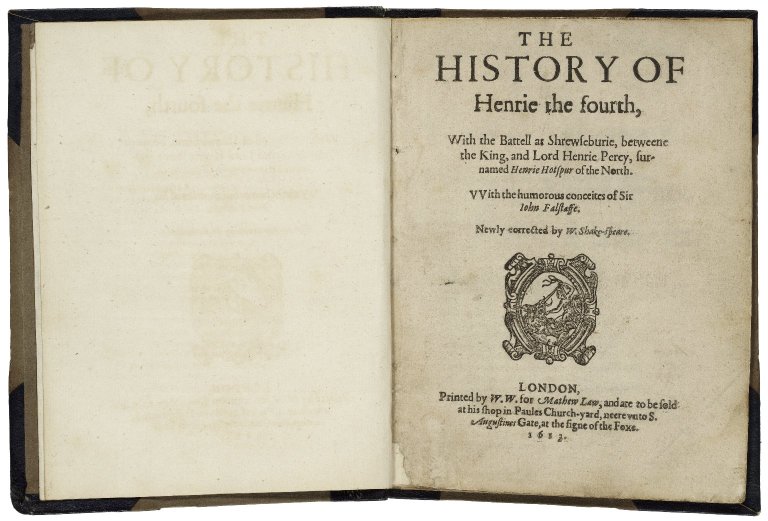 THE
HISTORY OF
Henrie the fourth,
With the Battell at Shrewſeburie, betweene
the King, and Lord Henrie Percy, ſur-
named Henrie Hotſpur of the North.
VVith the humorous conceites of Sir
Iohn Falſtaffe.
Newly corrected by W. Shake-ſpeare.
LONDON,
Printed by W. W. for Mathew Law, and are to be ſold
at his ſhop in Paules Church-yard, neere vnto S.
Auguſtines Gate, at the ſigne of the Foxe.
1613.